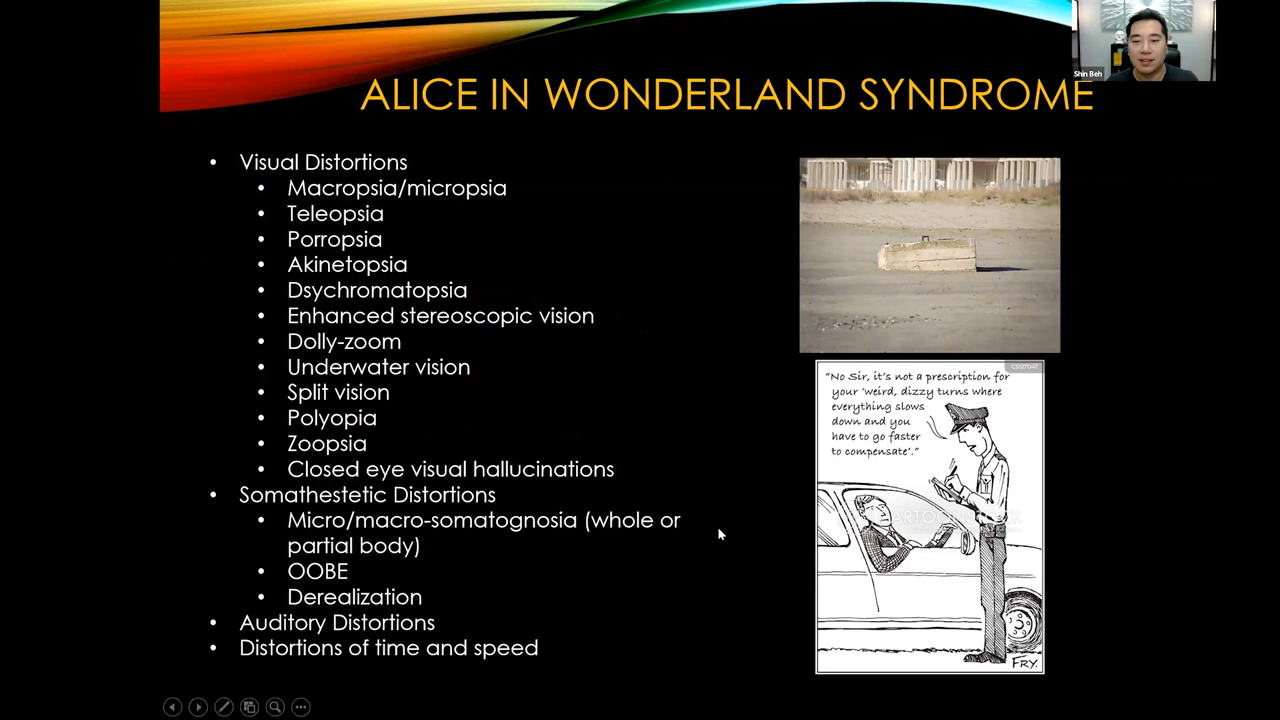 Shin Beh
ALICE IN WONDERLAND SYNDROME
• Visual Distortions
• Macropsia/micropsia
• Teleopsia
• Porropsia
• Akinetopsia
• Dsychromatopsia
• Enhanced stereoscopic vision
• Dolly-zoom
• Underwater vision
• Split vision
• Polyopia
• Zoopsia
• Closed eye visual hallucinations
• Somathestetic Distortions
• Micro/macro-somatognosia (whole or
partial body)
• OOBE
• Derealization
• Auditory Distortions
• Distortions of time and speed
"No Sir, it's not a prescription for
your 'weird, dizzy turns where
everything slows
down and you
have to go faster
to compensate'."
FRY.